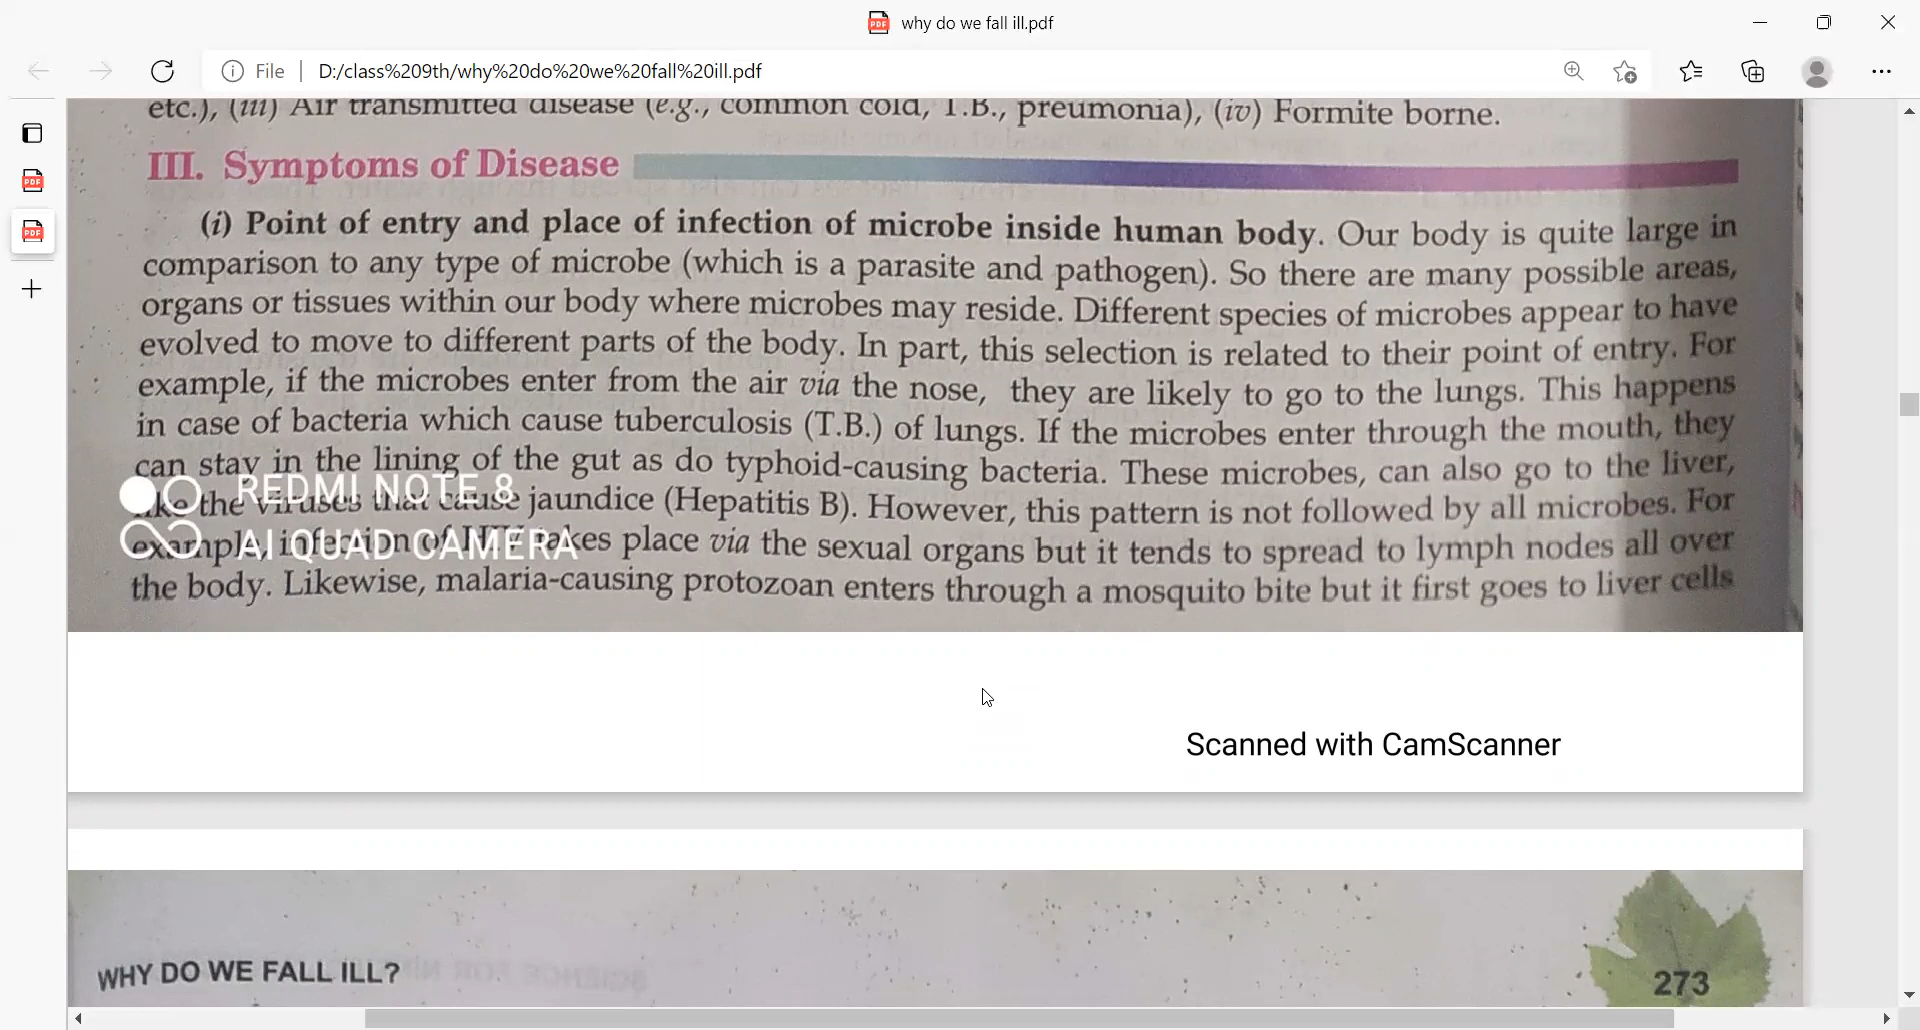 why do we fall ill.pdf
File
D:/class%209th/why%20do%20we%20fall%20ill.pdf
etc.), (iii) Air transmitted disease (e.g., common cold, T.B., preumonia), (iv) Formite borne.
III. Symptoms of Disease
(i) Point of entry and place of infection of microbe inside human body. Our body is quite large in
comparison to any type of microbe (which is a parasite and pathogen). So there are many possible areas,
organs or tissues within our body where microbes may reside. Different species of microbes appear to have
evolved to move to different parts of the body. In part, this selection is related to their point of entry. For
example, if the microbes enter from the air via the nose, they are likely to go to the lungs. This happens
in case of bacteria which cause tuberculosis (T.B.) of lungs. If the microbes enter through the mouth, they
can stay in the lining of the gut as do typhoid-causing bacteria. These microbes, can also go to the liver,
like the viruses that cause jaundice (Hepatitis B). However, this pattern is not followed by all microbes. For
example, infection of HIV takes place via the sexual organs but it tends to spread to lymph nodes all over
the body. Likewise, malaria-causing protozoan enters through a mosquito bite but it first goes to liver cells
REDMI NOTE 8
AI QUAD CAMERA
Scanned with CamScanner
WHY DO WE FALL ILL?
273